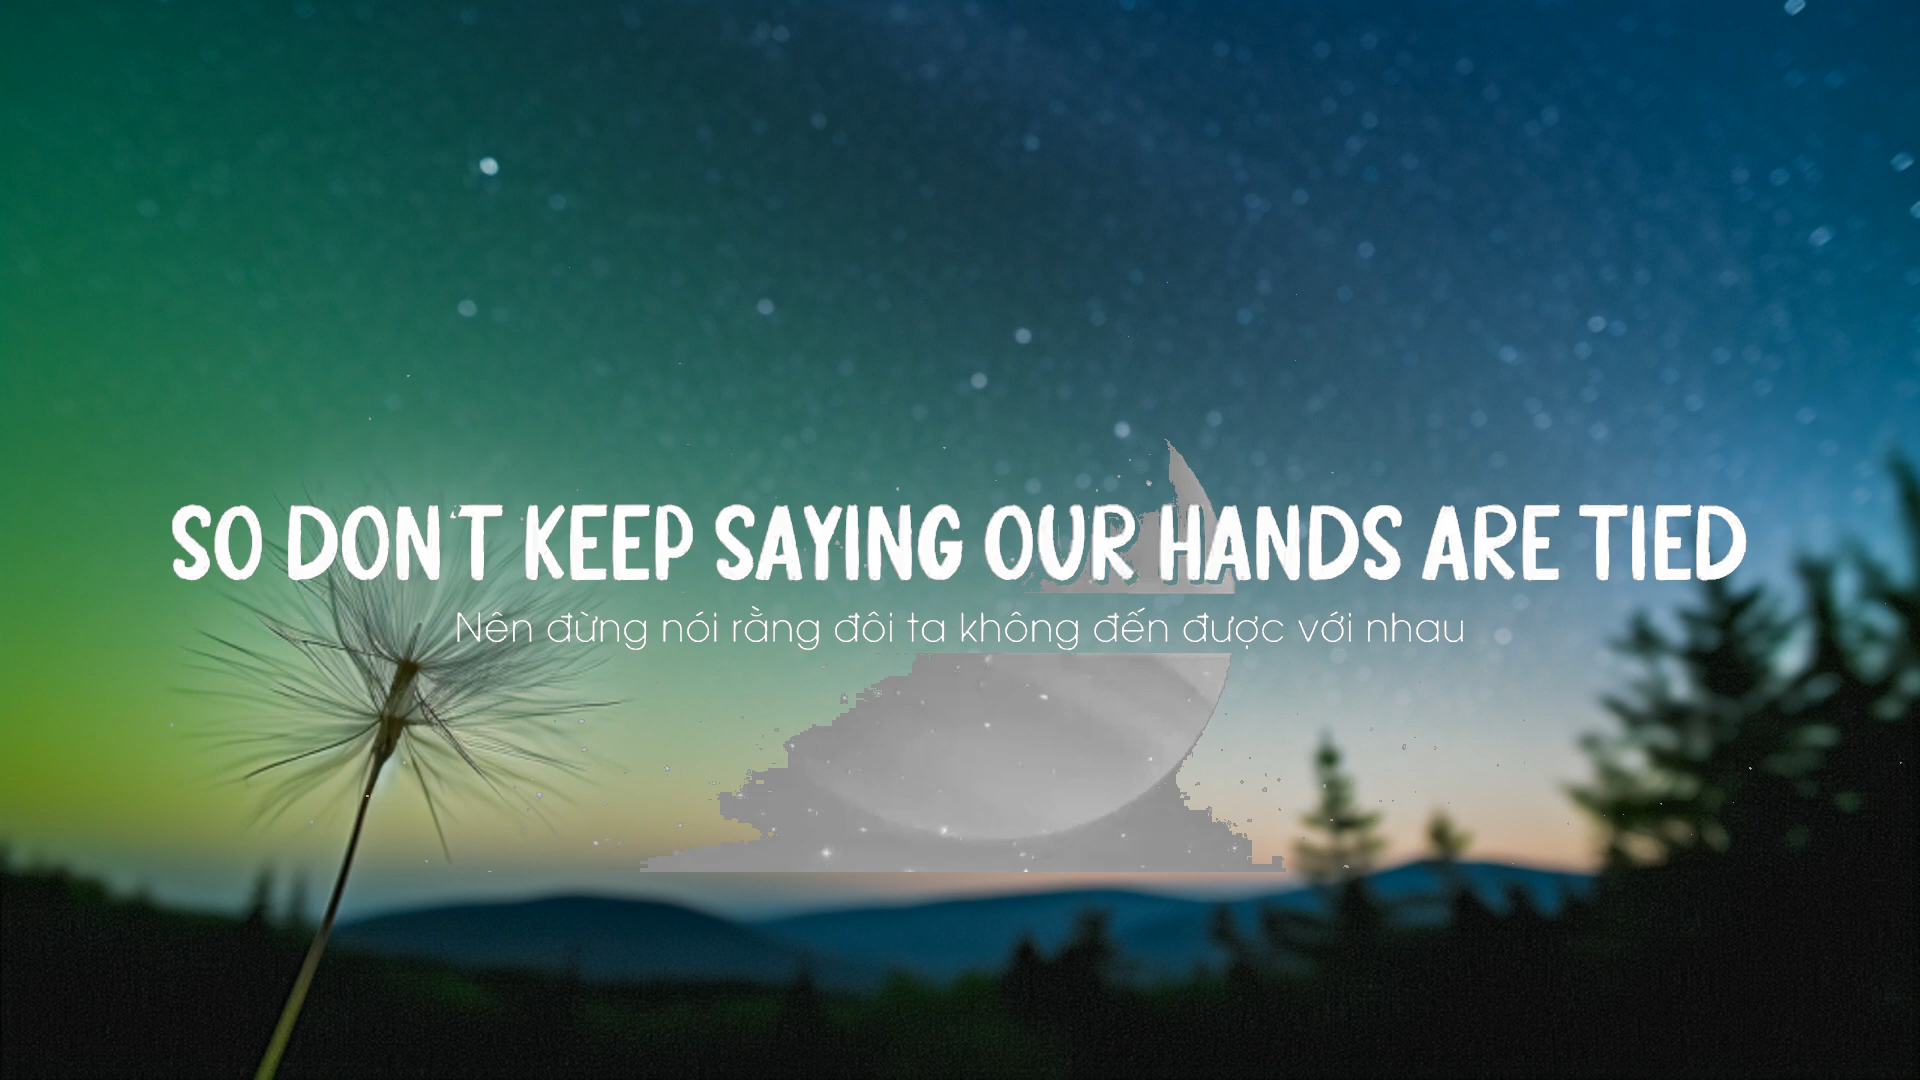 SO DON'T KEEP SAYING OUR HANDS ARE TIED
Nên đừng nói rằng đôi ta không đến được với nhau